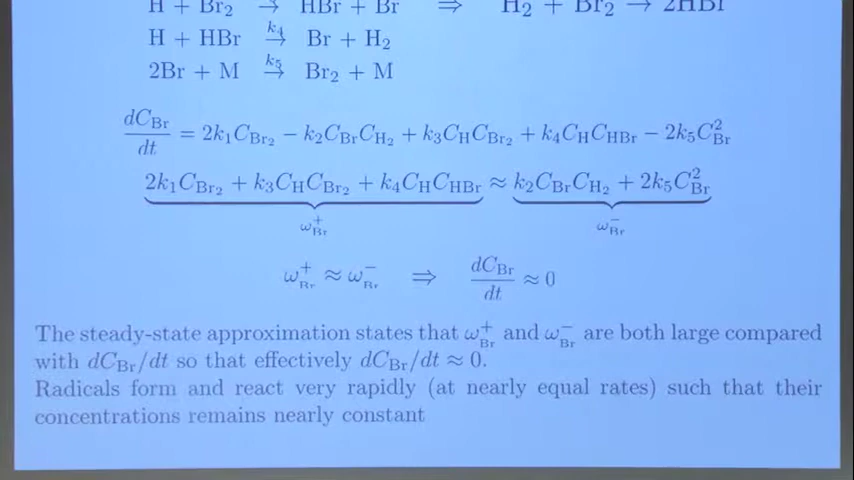 H + Br₂ → HBr + Br ⇒ H₂ + Br₂ → 2HBr
H + HBr →(k₄) Br + H₂
2Br + M →(k₅) Br₂ + M
dC_Br/dt = 2k₁C_Br₂ − k₂C_BrC_H₂ + k₃C_HC_Br₂ + k₄C_HC_HBr − 2k₅C²_Br
2k₁C_Br₂ + k₃C_HC_Br₂ + k₄C_HC_HBr ≈ k₂C_BrC_H₂ + 2k₅C²_Br
ω⁺_Br ω⁻_Br
ω⁺_Br ≈ ω⁻_Br ⇒ dC_Br/dt ≈ 0
The steady-state approximation states that ω⁺_Br and ω⁻_Br are both large compared
with dC_Br/dt so that effectively dC_Br/dt ≈ 0.
Radicals form and react very rapidly (at nearly equal rates) such that their
concentrations remains nearly constant